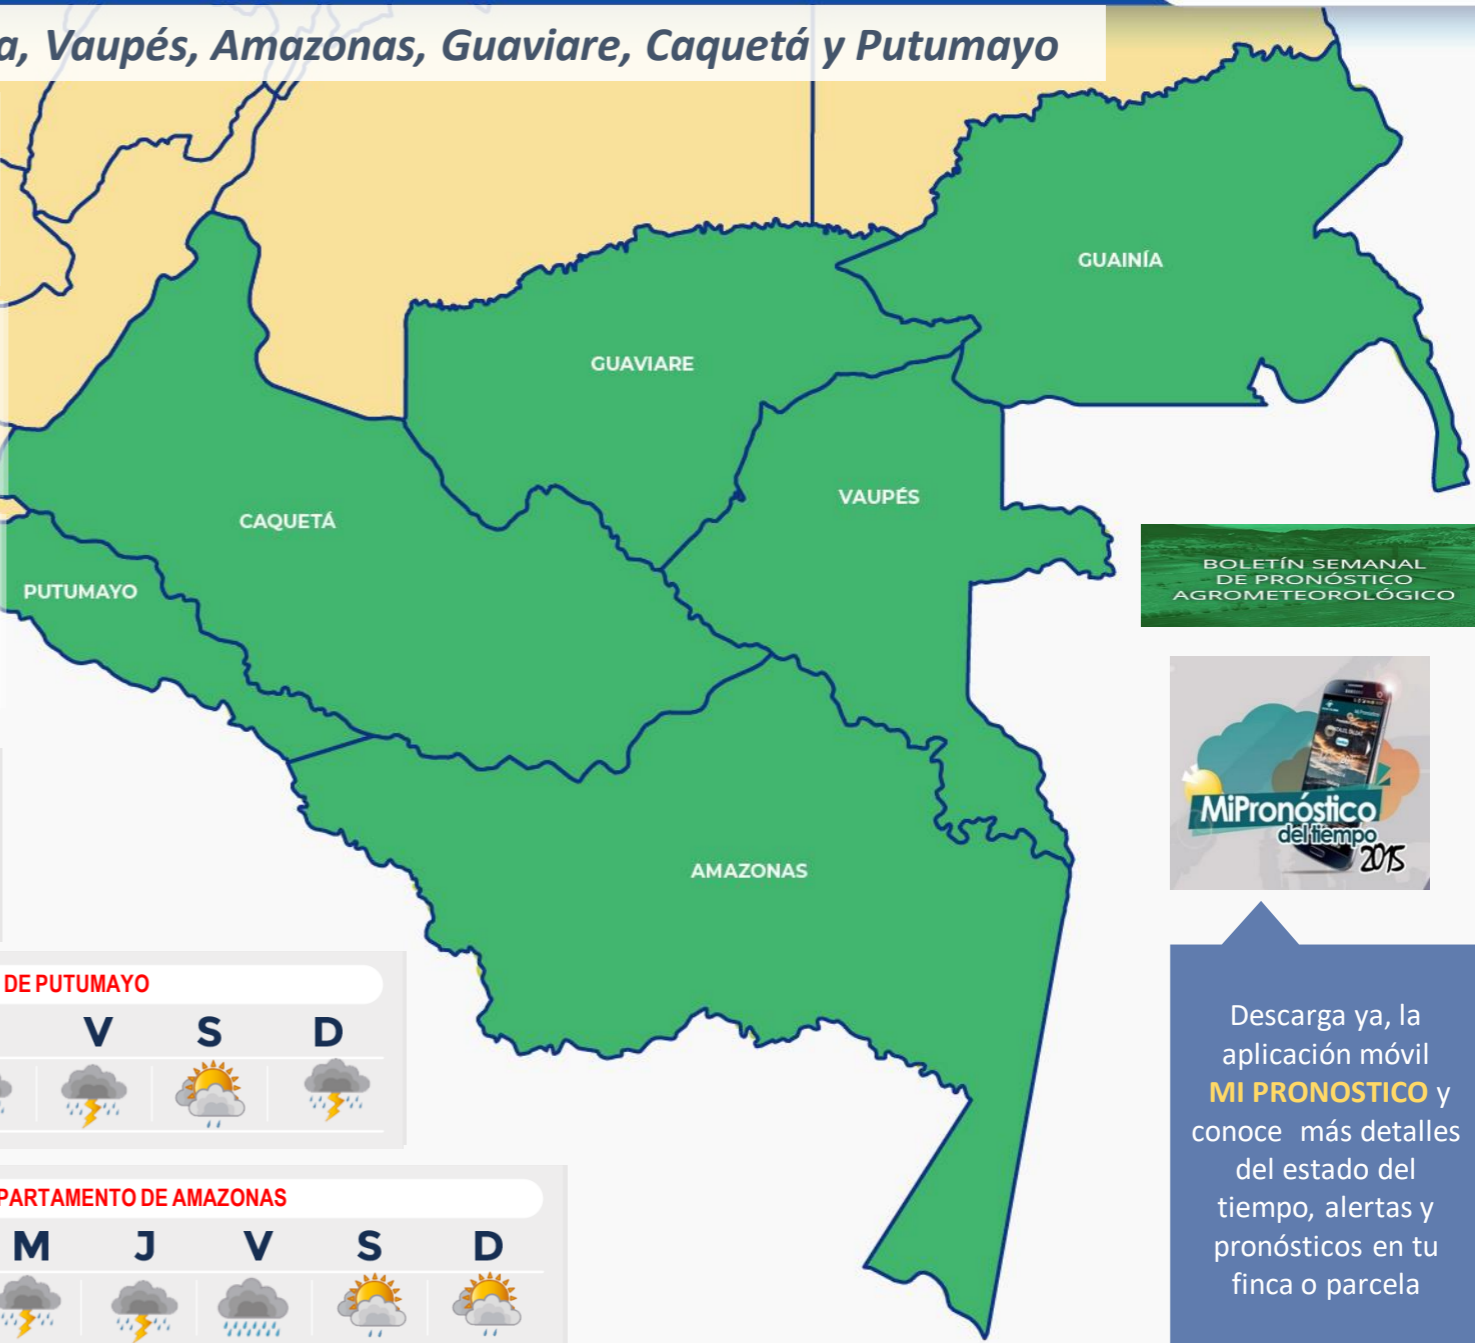 a, Vaupés, Amazonas, Guaviare, Caquetá y Putumayo
GUAINÍA
GUAVIARE
VAUPÉS
CAQUETÁ
PUTUMAYO
AMAZONAS
BOLETÍN SEMANAL
DE PRONÓSTICO
AGROMETEOROLÓGICO
SAMSUNG
MiPronóstico
del tiempo
2015
Descarga ya, la
aplicación móvil
MI PRONOSTICO y
conoce más detalles
del estado del
tiempo, alertas y
pronósticos en tu
finca o parcela
DE PUTUMAYO
V S D
PARTAMENTO DE AMAZONAS
M J V S D